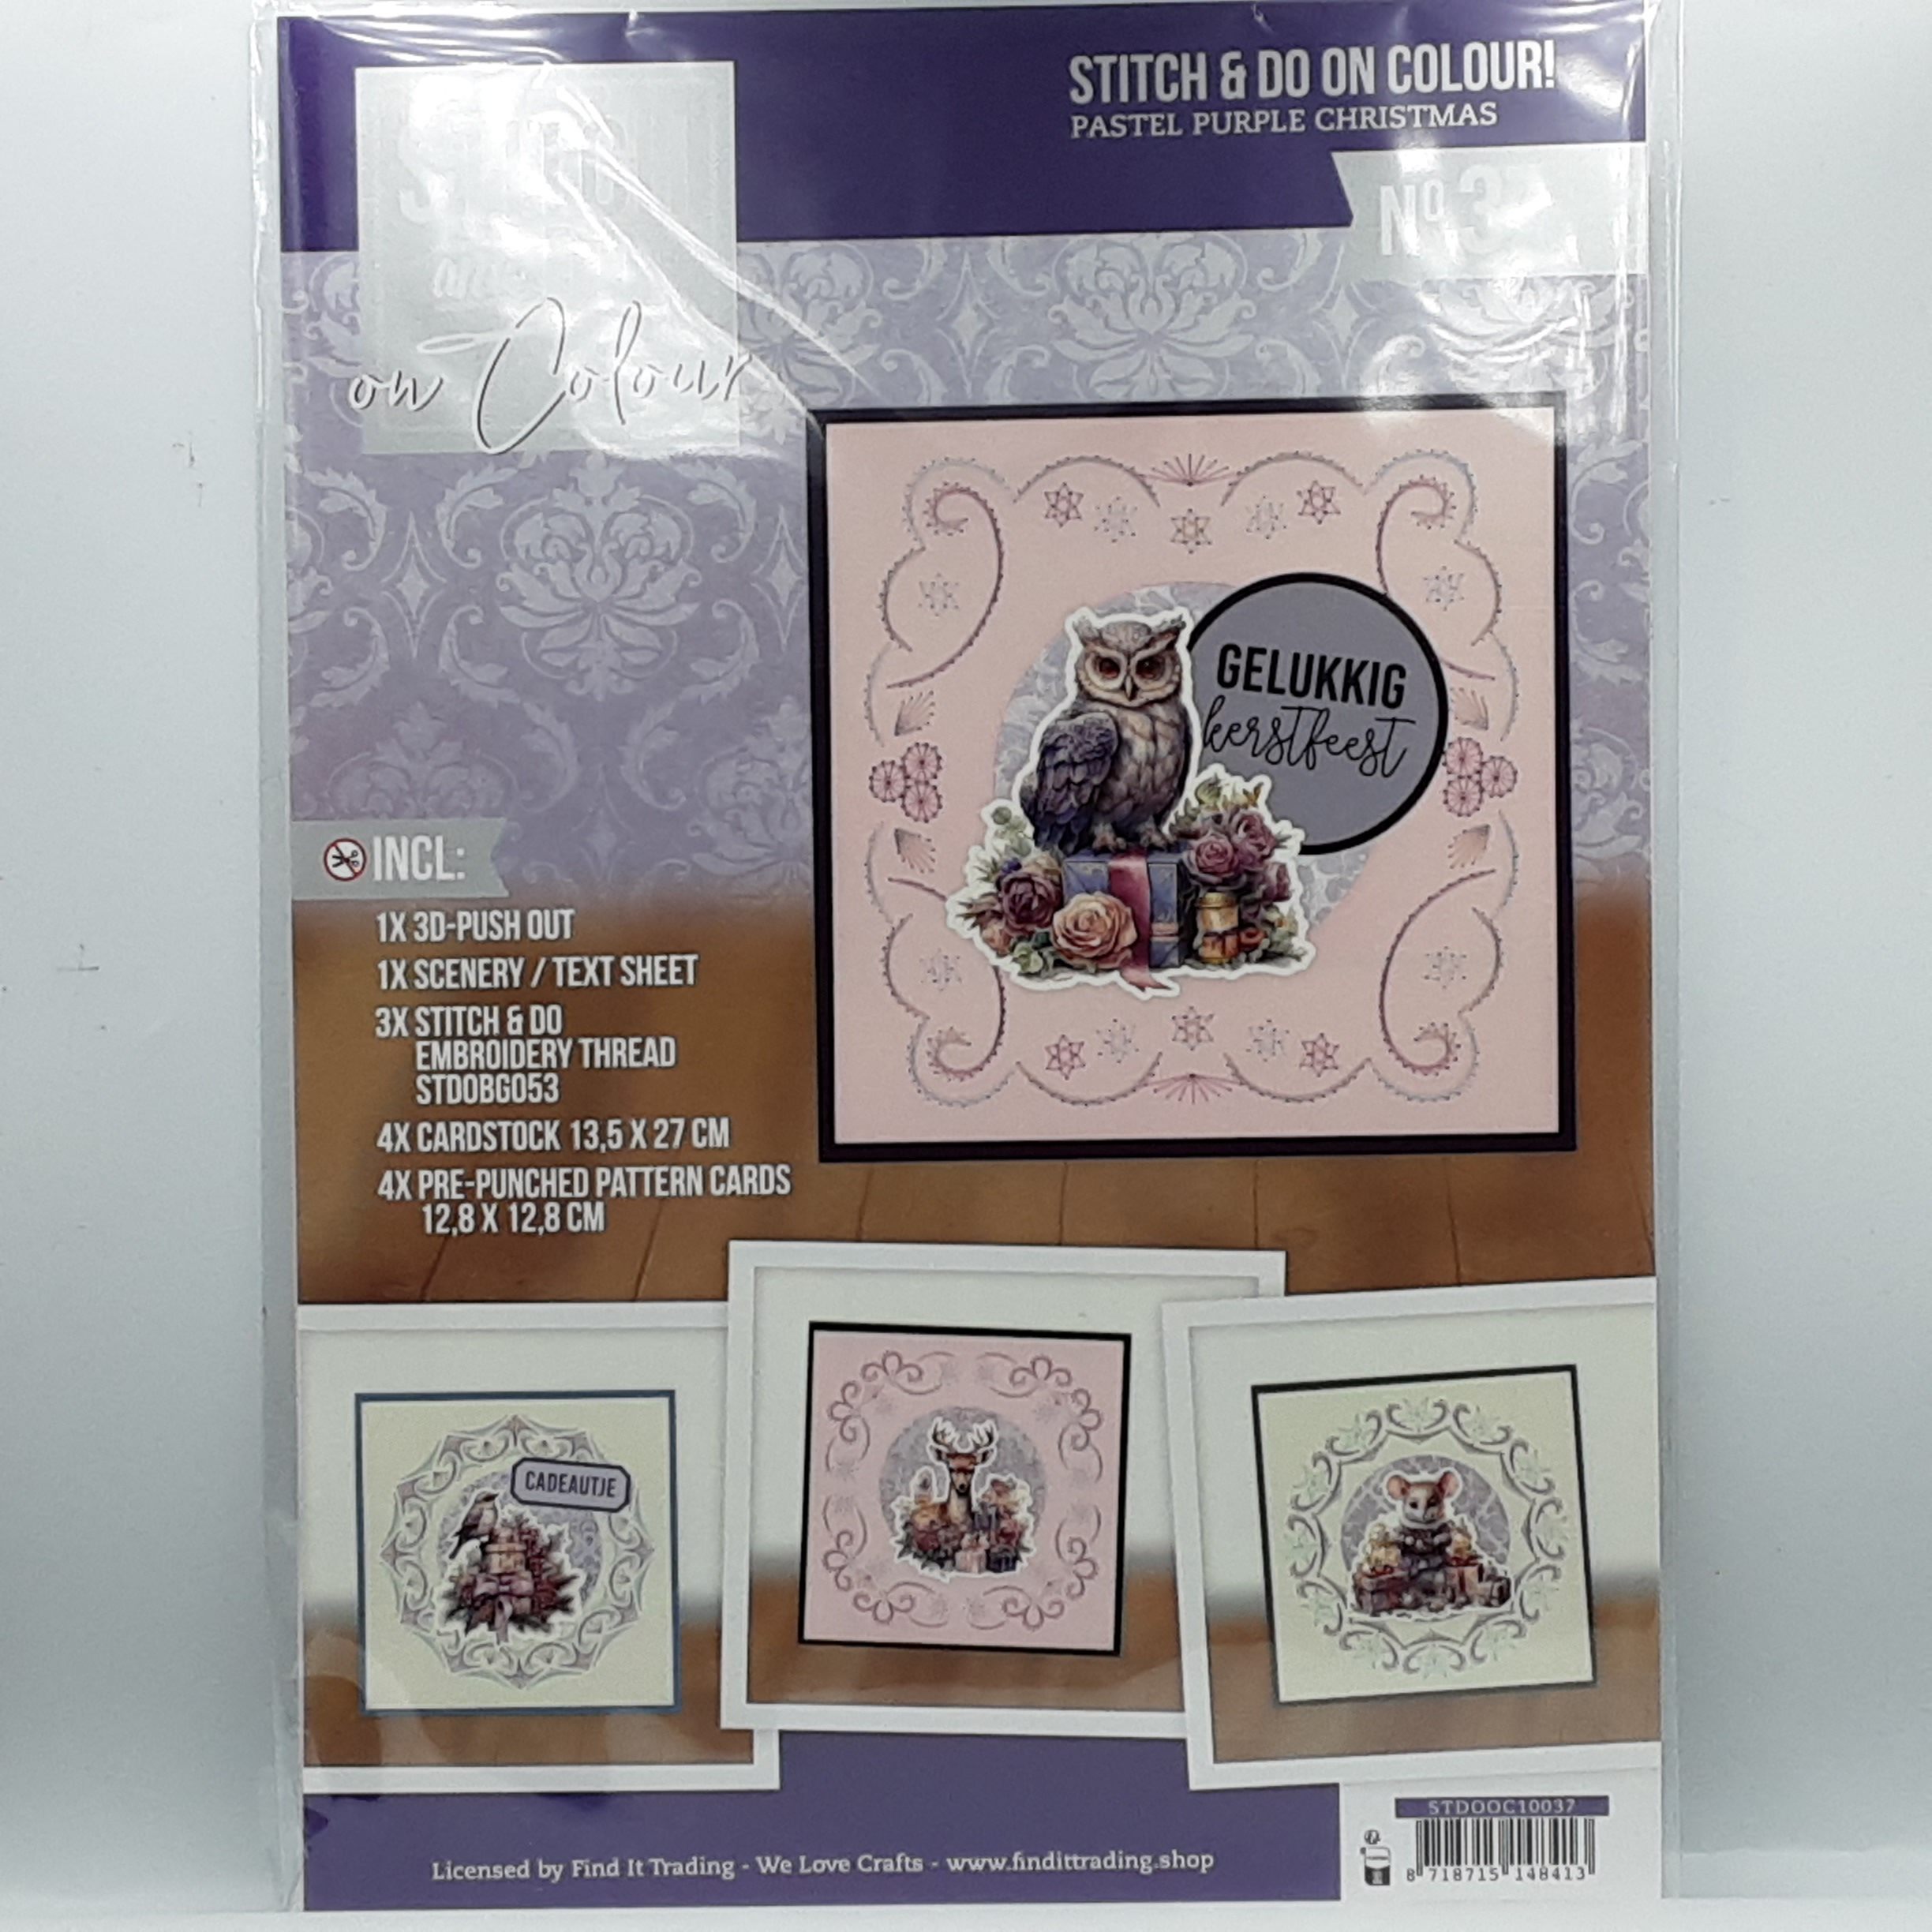 STITCH & DO ON COLOUR!
PASTEL PURPLE CHRISTMAS
on Colour
GELUKKIG
kerstfeest
INCL:
1X 3D-PUSH OUT
1X SCENERY / TEXT SHEET
3X STITCH & DO
EMBROIDERY THREAD
STDOBG053
4X CARDSTOCK 13,5 X 27 CM
4X PRE-PUNCHED PATTERN CARDS
12,8 X 12,8 CM
CADEAUTJE
STDOOC10037
8 718715 148413
Licensed by Find It Trading - We Love Crafts - www.findittrading.shop